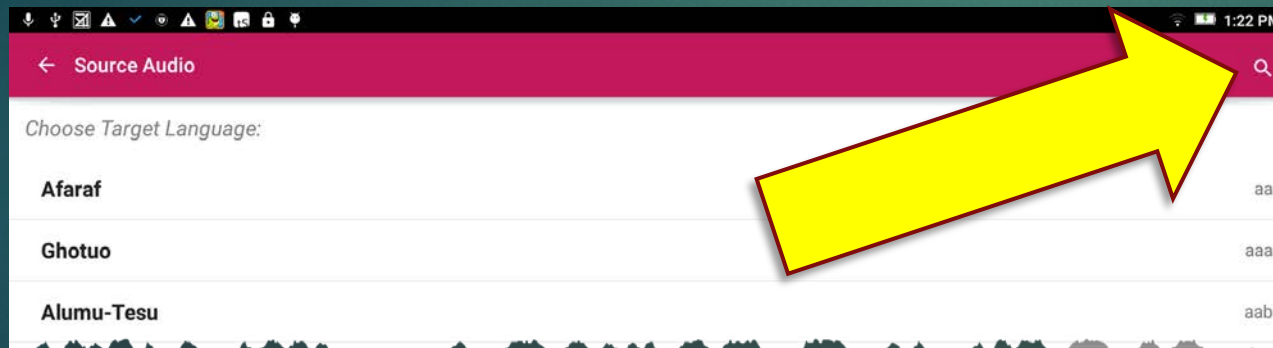 1:22 PM
Source Audio
Choose Target Language:
Afaraf aa
Ghotuo aaa
Alumu-Tesu aab